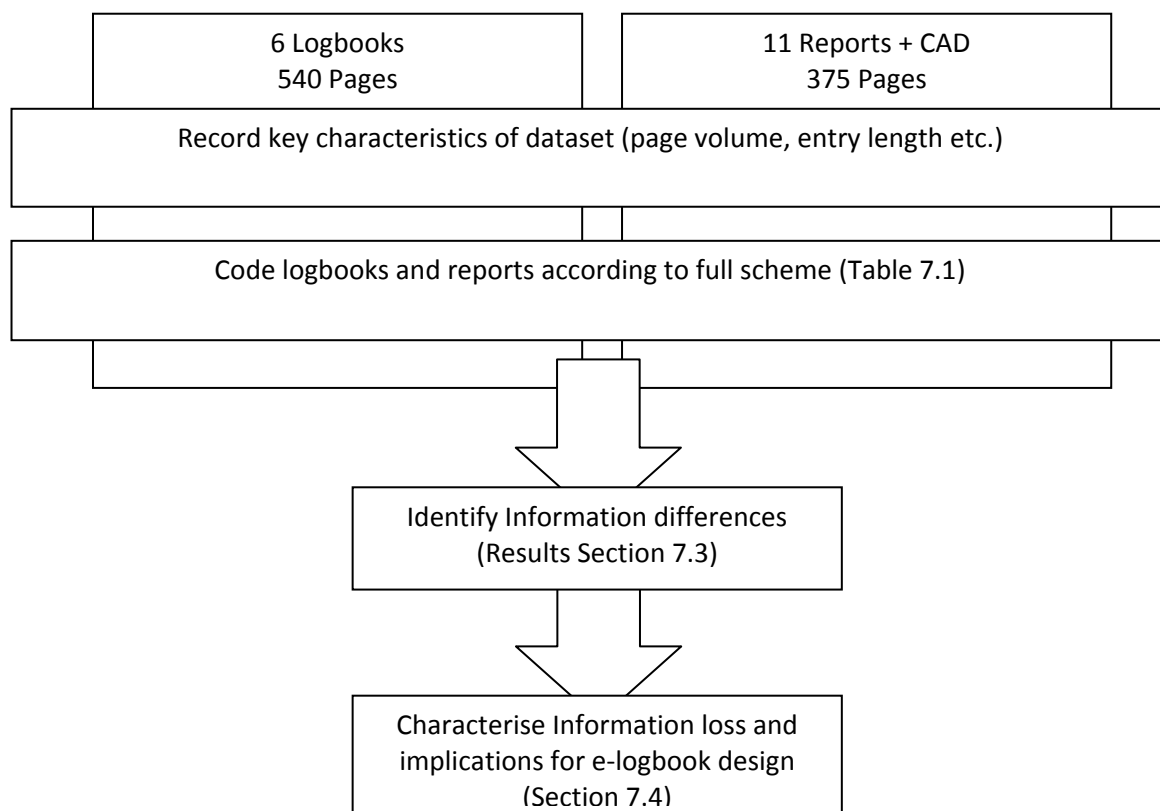 6 Logbooks
540 Pages
11 Reports + CAD
375 Pages
Record key characteristics of dataset (page volume, entry length etc.)
Code logbooks and reports according to full scheme (Table 7.1)
Identify Information differences
(Results Section 7.3)
Characterise Information loss and
implications for e-logbook design
(Section 7.4)